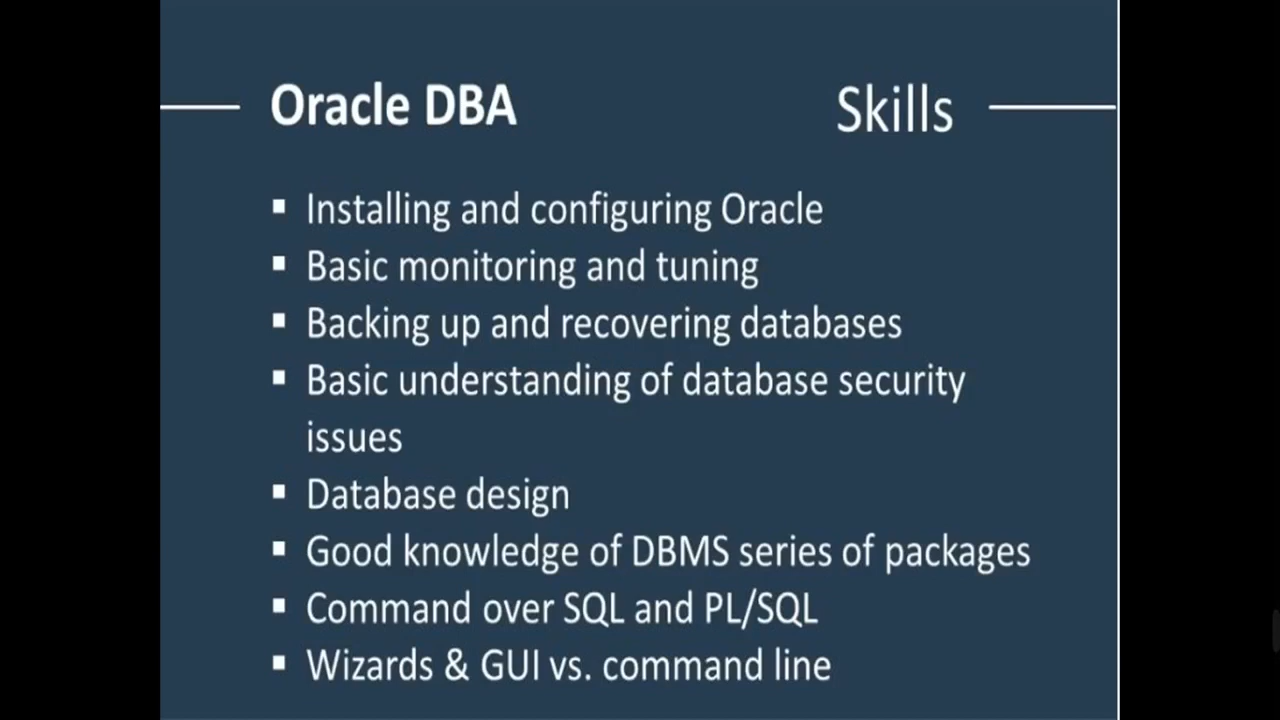 Oracle DBA Skills
▪ Installing and configuring Oracle
▪ Basic monitoring and tuning
▪ Backing up and recovering databases
▪ Basic understanding of database security
issues
▪ Database design
▪ Good knowledge of DBMS series of packages
▪ Command over SQL and PL/SQL
▪ Wizards & GUI vs. command line